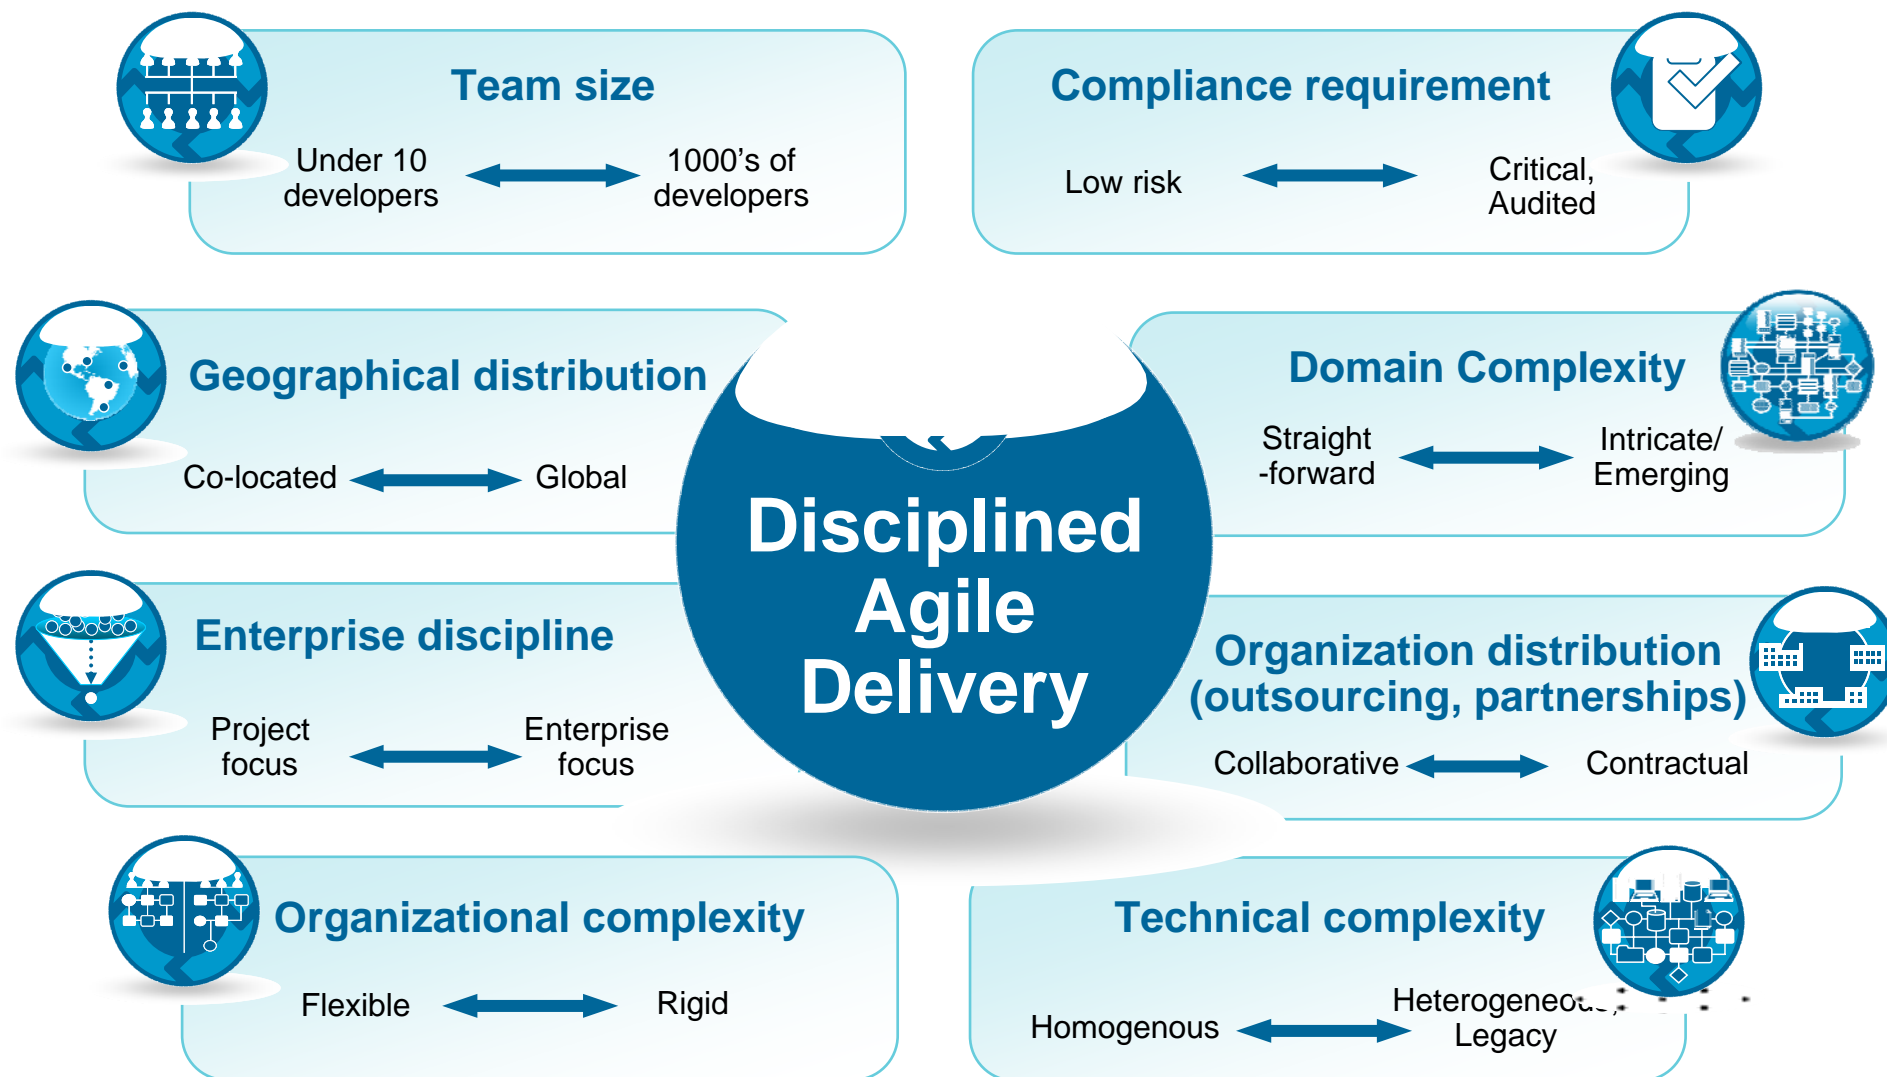 Team size
Under 10
developers
1000's of
developers
Compliance requirement
Low risk
Critical,
Audited
Geographical distribution
Co-located
Global
Domain Complexity
Straight
-forward
Intricate/
Emerging
Disciplined
Agile
Delivery
Enterprise discipline
Project
focus
Enterprise
focus
Organization distribution
(outsourcing, partnerships)
Collaborative
Contractual
Organizational complexity
Flexible
Rigid
Technical complexity
Homogenous
Heterogeneous,
Legacy